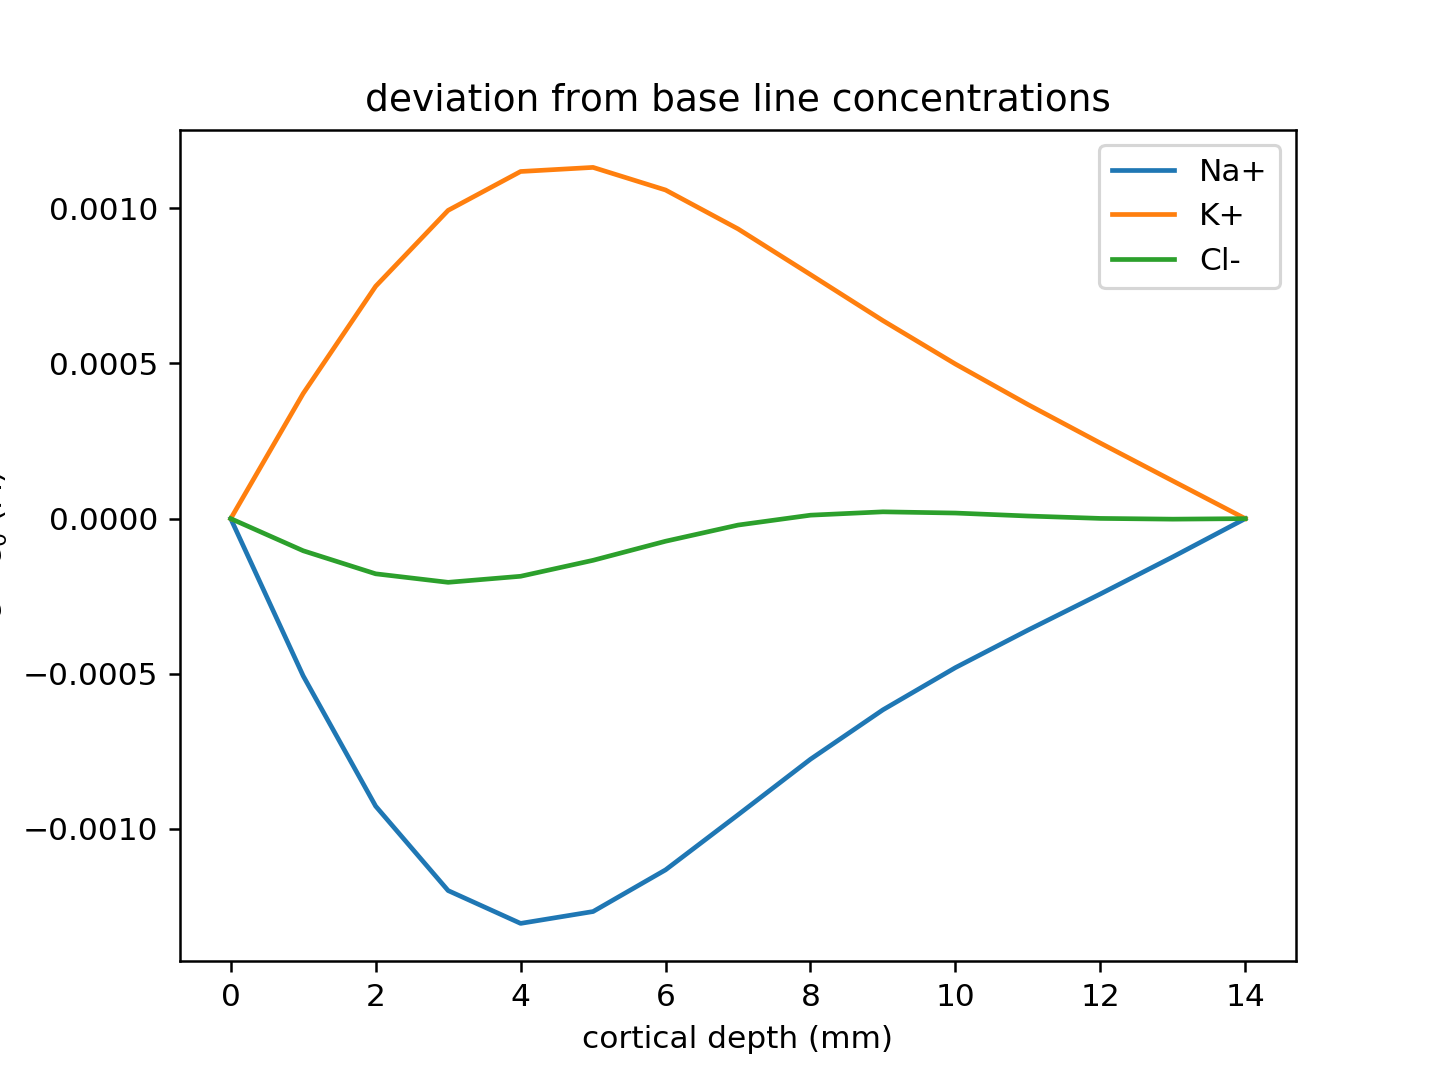 deviation from base line concentrations
Na+
K+
Cl-
0.0010
0.0005
0.0000
−0.0005
−0.0010
0 2 4 6 8 10 12 14
cortical depth (mm)